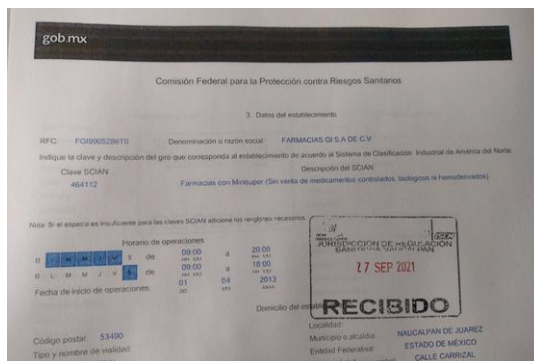 gob.mx
Comisión Federal para la Protección contra Riesgos Sanitarios
3. Datos del establecimiento
RFC: Denominación o razón social: FARMACIAS GI S.A DE C.V.
Indique la clave y descripción del giro que corresponda al establecimiento de acuerdo al Sistema de Clasificación Industrial de América del Norte.
Clave SCIAN Descripción del SCIAN
464112 Farmacias con Minisuper (Sin venta de medicamentos controlados, biológicos ni hemoderivados)
Nota: Si el espacio es insuficiente para las claves SCIAN adicione los renglones necesarios.
Horario de operaciones
D L M M J V S de 09:00 a 20:00
D L M M J V S de 09:00 a 18:00
Fecha de inicio de operaciones: 01 04 2013
JURISDICCIÓN DE REGULACIÓN
27 SEP 2021
RECIBIDO
Domicilio del
Código postal: 53490
Localidad:
Municipio o alcaldía: NAUCALPAN DE JUAREZ
Entidad Federativa: ESTADO DE MÉXICO
Tipo y nombre de vialidad: CALLE CARRIZAL